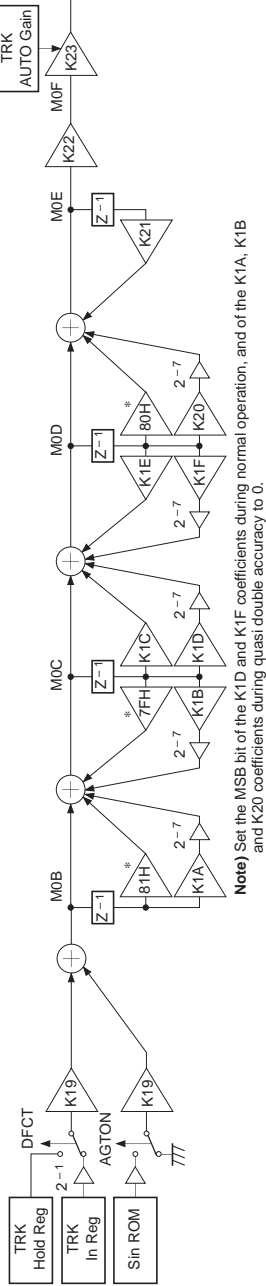 TRK
Hold Reg
TRK
In Reg
Sin ROM
2−1
DFCT
AGTON
K19
K19
M0B
Z−1
81H
*
K1A
2−7
7FH
*
K1B
2−7
M0C
Z−1
K1C
K1D
2−7
K1E
K1F
2−7
M0D
Z−1
80H
*
K20
2−7
M0E
Z−1
K21
K22
M0F
K23
TRK
AUTO Gain
Note) Set the MSB bit of the K1D and K1F coefficients during normal operation, and of the K1A, K1B
and K20 coefficients during quasi double accuracy to 0.